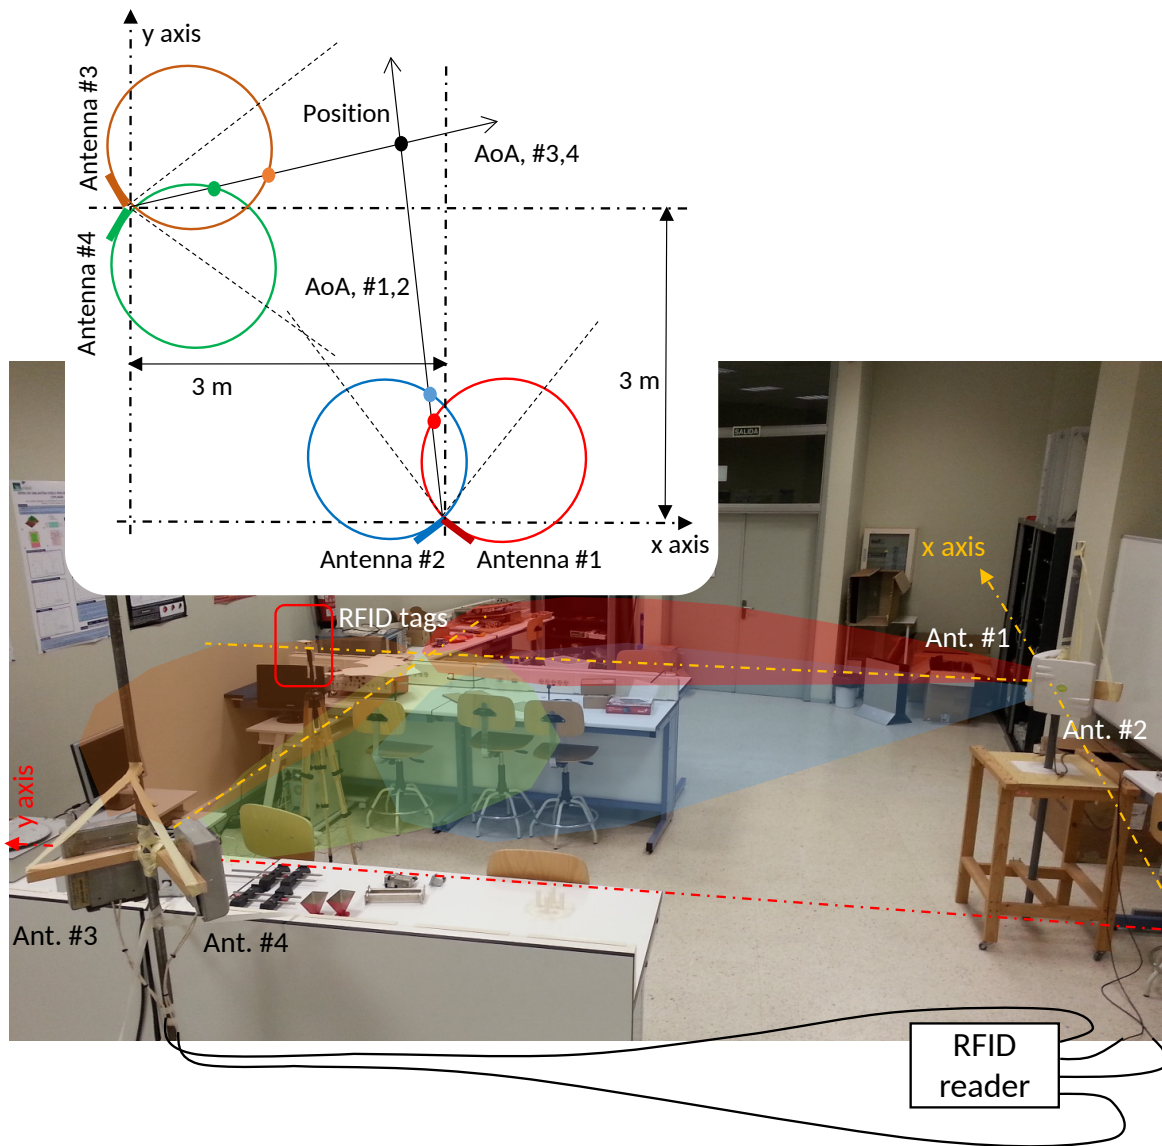 y axis
Antenna #3
Position
AoA, #3,4
Antenna #4
AoA, #1,2
3 m
3 m
x axis
Antenna #2
Antenna #1
SALIDA
x axis
RFID tags
Ant. #1
Ant. #2
y axis
Ant. #3
Ant. #4
RFID
reader